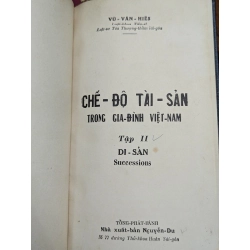 VŨ-VĂN-HIỀN
CHẾ-ĐỘ TÀI-SẢN
TRONG GIA-ĐÌNH VIỆT-NAM
Tập II
DI-SẢN
Successions
TỔNG-PHÁT-HÀNH
Nhà xuất-bản Nguyễn-Du